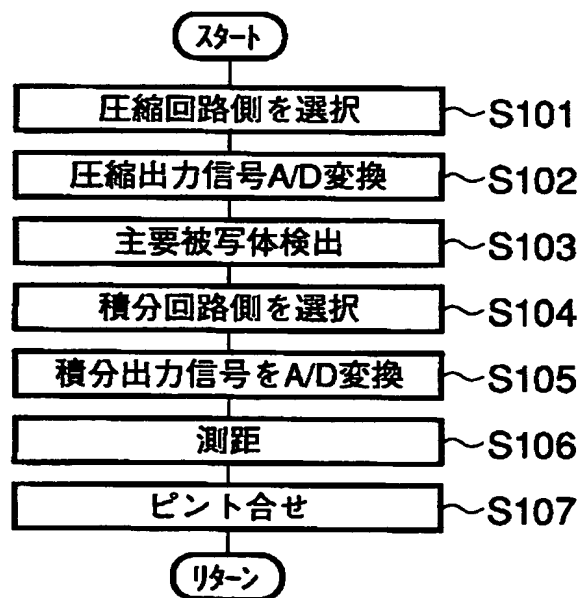 スタート
圧縮回路側を選択 S101
圧縮出力信号A/D変換 S102
主要被写体検出 S103
積分回路側を選択 S104
積分出力信号をA/D変換 S105
測距 S106
ピント合せ S107
リターン